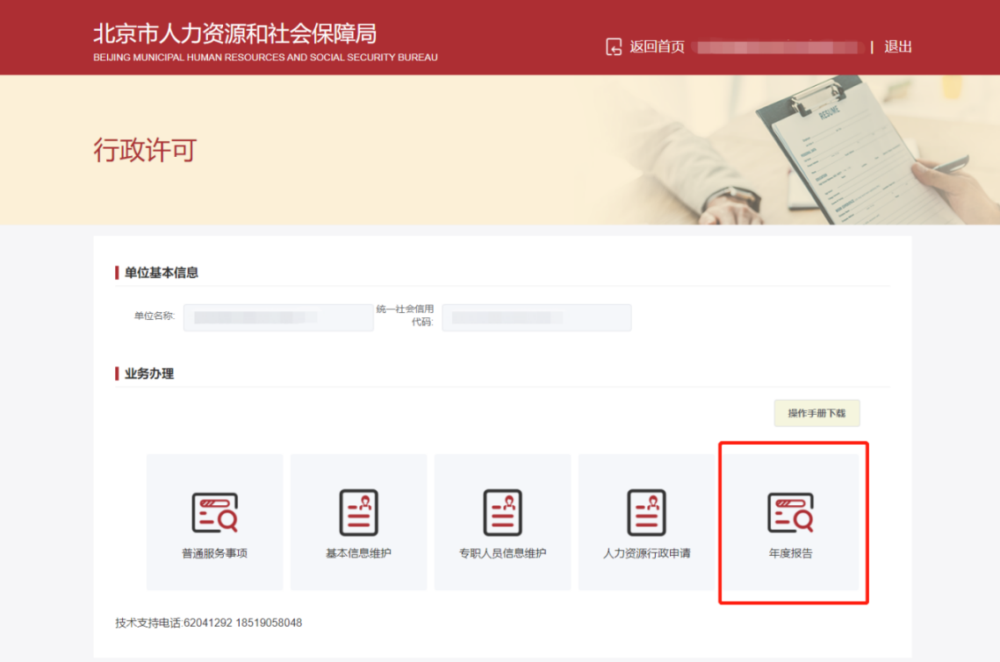 北京市人力资源和社会保障局
BEIJING MUNICIPAL HUMAN RESOURCES AND SOCIAL SECURITY BUREAU
返回首页 | 退出
行政许可
RESUME
单位基本信息
单位名称:
统一社会信用
代码:
业务办理
操作手册下载
普通服务事项
基本信息维护
专职人员信息维护
人力资源行政申请
年度报告
技术支持电话:62041292 18519058048